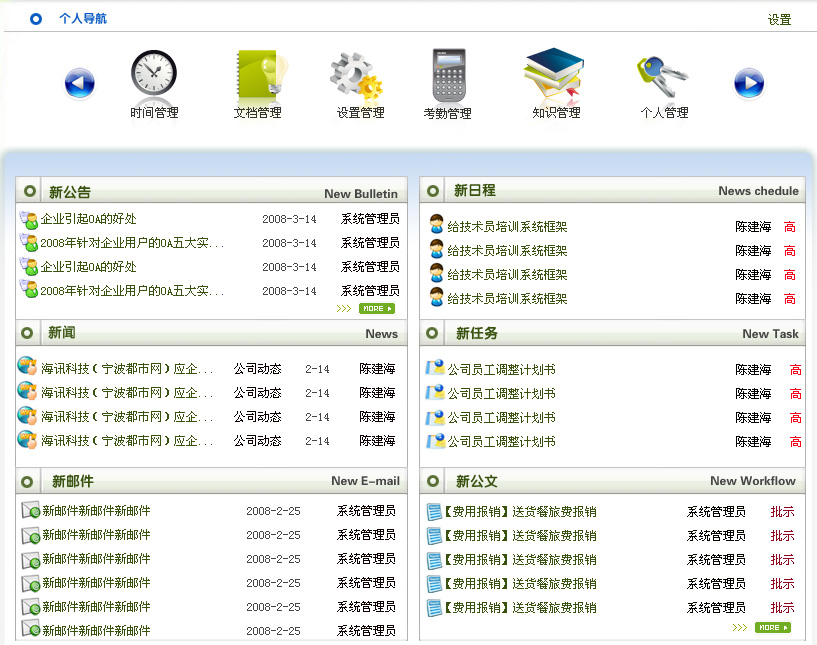 个人导航 设置
时间管理 文档管理 设置管理 考勤管理 知识管理 个人管理
新公告 New Bulletin
企业引起OA的好处 2008-3-14 系统管理员
2008年针对企业用户的OA五大实... 2008-3-14 系统管理员
企业引起OA的好处 2008-3-14 系统管理员
2008年针对企业用户的OA五大实... 2008-3-14 系统管理员
>>> MORE
新日程 News chedule
给技术员培训系统框架 陈建海 高
给技术员培训系统框架 陈建海 高
给技术员培训系统框架 陈建海 高
给技术员培训系统框架 陈建海 高
新闻 News
海讯科技(宁波都市网)应企... 公司动态 2-14 陈建海
海讯科技(宁波都市网)应企... 公司动态 2-14 陈建海
海讯科技(宁波都市网)应企... 公司动态 2-14 陈建海
海讯科技(宁波都市网)应企... 公司动态 2-14 陈建海
新任务 New Task
公司员工调整计划书 陈建海 高
公司员工调整计划书 陈建海 高
公司员工调整计划书 陈建海 高
公司员工调整计划书 陈建海 高
新邮件 New E-mail
新邮件新邮件新邮件 2008-2-25 系统管理员
新邮件新邮件新邮件 2008-2-25 系统管理员
新邮件新邮件新邮件 2008-2-25 系统管理员
新邮件新邮件新邮件 2008-2-25 系统管理员
新邮件新邮件新邮件 2008-2-25 系统管理员
新邮件新邮件新邮件 2008-2-25 系统管理员
新公文 New Workflow
【费用报销】送货餐旅费报销 系统管理员 批示
【费用报销】送货餐旅费报销 系统管理员 批示
【费用报销】送货餐旅费报销 系统管理员 批示
【费用报销】送货餐旅费报销 系统管理员 批示
【费用报销】送货餐旅费报销 系统管理员 批示
>>> MORE